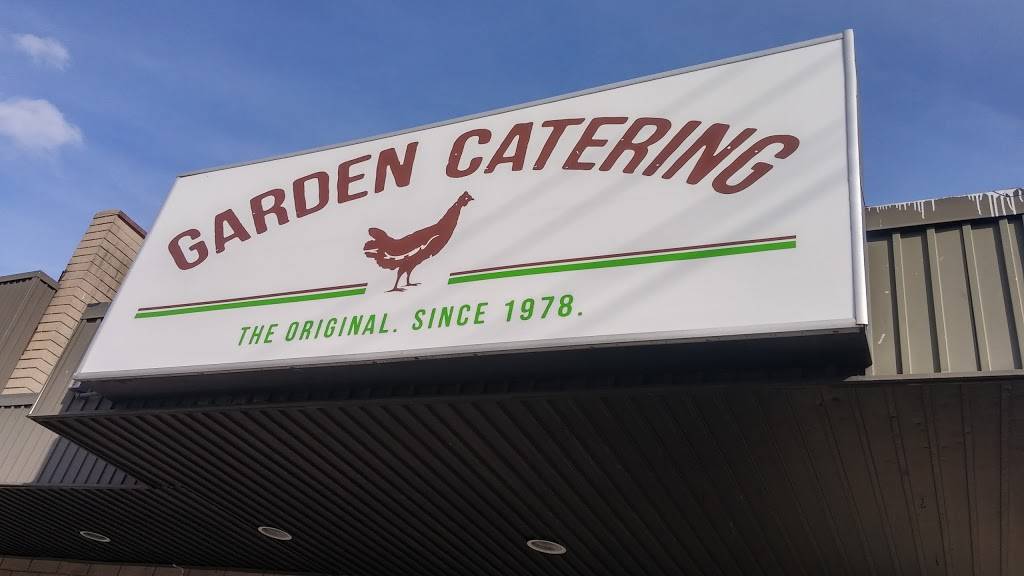 GARDEN CATERING
THE ORIGINAL. SINCE 1978.